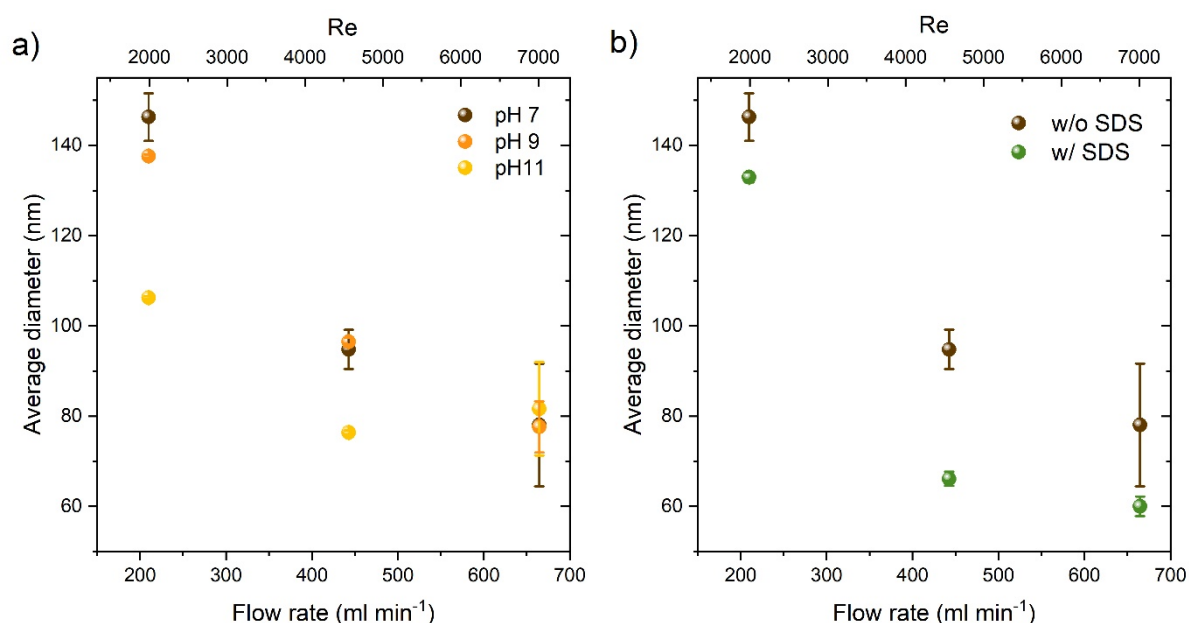 a)
Re
2000 3000 4000 5000 6000 7000
pH 7
pH 9
pH11
Average diameter (nm)
140
120
100
80
60
200 300 400 500 600 700
Flow rate (ml min⁻¹)
b)
Re
2000 3000 4000 5000 6000 7000
w/o SDS
w/ SDS
Average diameter (nm)
140
120
100
80
60
200 300 400 500 600 700
Flow rate (ml min⁻¹)